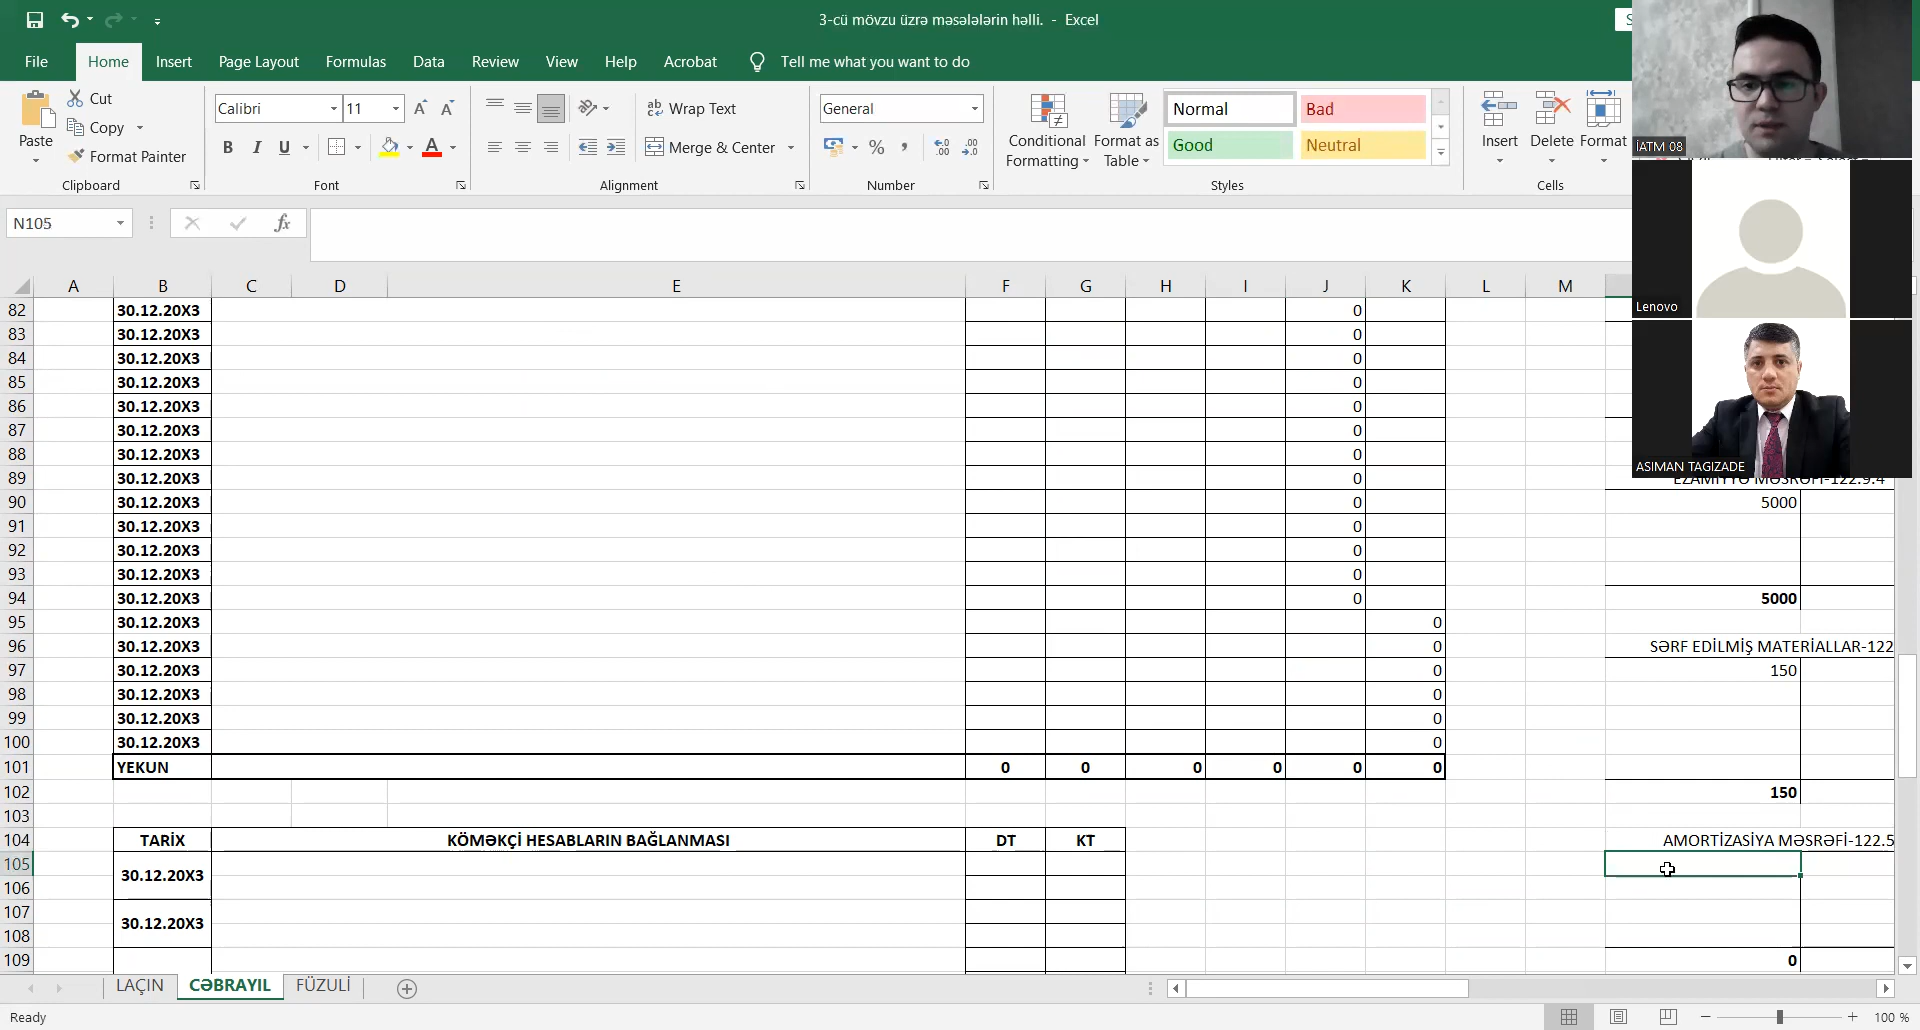 3-cü mövzu üzrə məsələlərin həlli. - Excel
File Home Insert Page Layout Formulas Data Review View Help Acrobat Tell me what you want to do
Paste
Cut
Copy
Format Painter
Clipboard
Calibri 11
B I U
Font
Wrap Text
Merge & Center
Alignment
General
Number
Conditional Formatting
Format as Table
Normal Bad
Good Neutral
Styles
Insert Delete Format
Cells
İATM 08
Lenovo
ASIMAN TAGIZADE
N105
A B C D E F G H I J K L M
82 30.12.20X3 0
83 30.12.20X3 0
84 30.12.20X3 0
85 30.12.20X3 0
86 30.12.20X3 0
87 30.12.20X3 0
88 30.12.20X3 0
89 30.12.20X3 0 EZAMİYYƏ MƏSRƏFİ-122.9.4
90 30.12.20X3 0 5000
91 30.12.20X3 0
92 30.12.20X3 0
93 30.12.20X3 0
94 30.12.20X3 0 5000
95 30.12.20X3 0
96 30.12.20X3 0 SƏRF EDİLMİŞ MATERİALLAR-122
97 30.12.20X3 0 150
98 30.12.20X3 0
99 30.12.20X3 0
100 30.12.20X3 0
101 YEKUN 0 0 0 0 0 0
102 150
103
104 TARİX KÖMƏKÇİ HESABLARIN BAĞLANMASI DT KT AMORTİZASİYA MƏSRƏFİ-122.5
105
30.12.20X3
106
107
30.12.20X3
108
109 0
LAÇIN CƏBRAYIL FÜZULİ
Ready 100 %